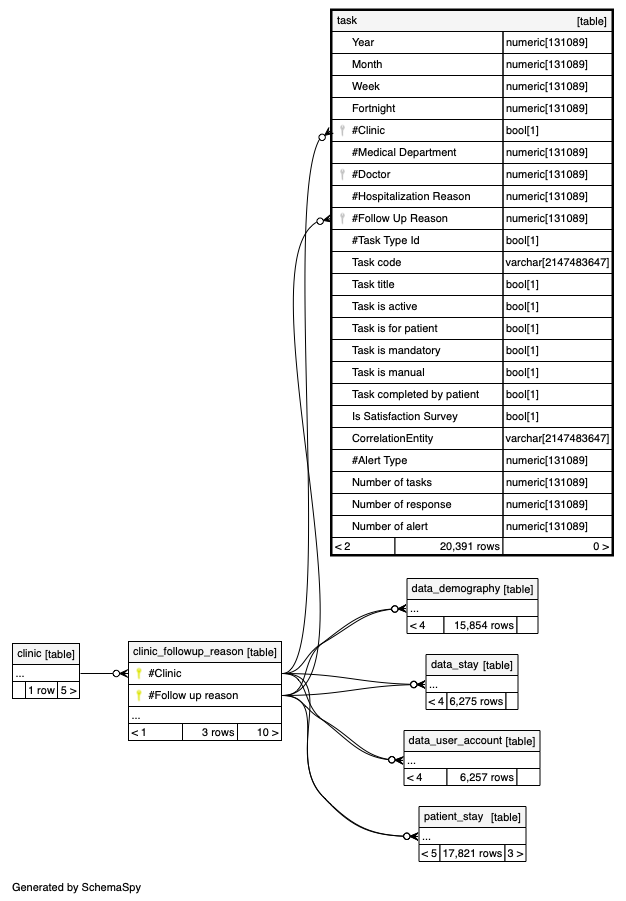 task [table]
Year numeric[131089]
Month numeric[131089]
Week numeric[131089]
Fortnight numeric[131089]
#Clinic bool[1]
#Medical Department numeric[131089]
#Doctor numeric[131089]
#Hospitalization Reason numeric[131089]
#Follow Up Reason numeric[131089]
#Task Type Id bool[1]
Task code varchar[2147483647]
Task title bool[1]
Task is active bool[1]
Task is for patient bool[1]
Task is mandatory bool[1]
Task is manual bool[1]
Task completed by patient bool[1]
Is Satisfaction Survey bool[1]
CorrelationEntity varchar[2147483647]
#Alert Type numeric[131089]
Number of tasks numeric[131089]
Number of response numeric[131089]
Number of alert numeric[131089]
< 2 20,391 rows 0 >
clinic [table]
...
1 row 5 >
clinic_followup_reason [table]
#Clinic
#Follow up reason
...
< 1 3 rows 10 >
data_demography [table]
...
< 4 15,854 rows
data_stay [table]
...
< 4 6,275 rows
data_user_account [table]
...
< 4 6,257 rows
patient_stay [table]
...
< 5 17,821 rows 3 >
Generated by SchemaSpy